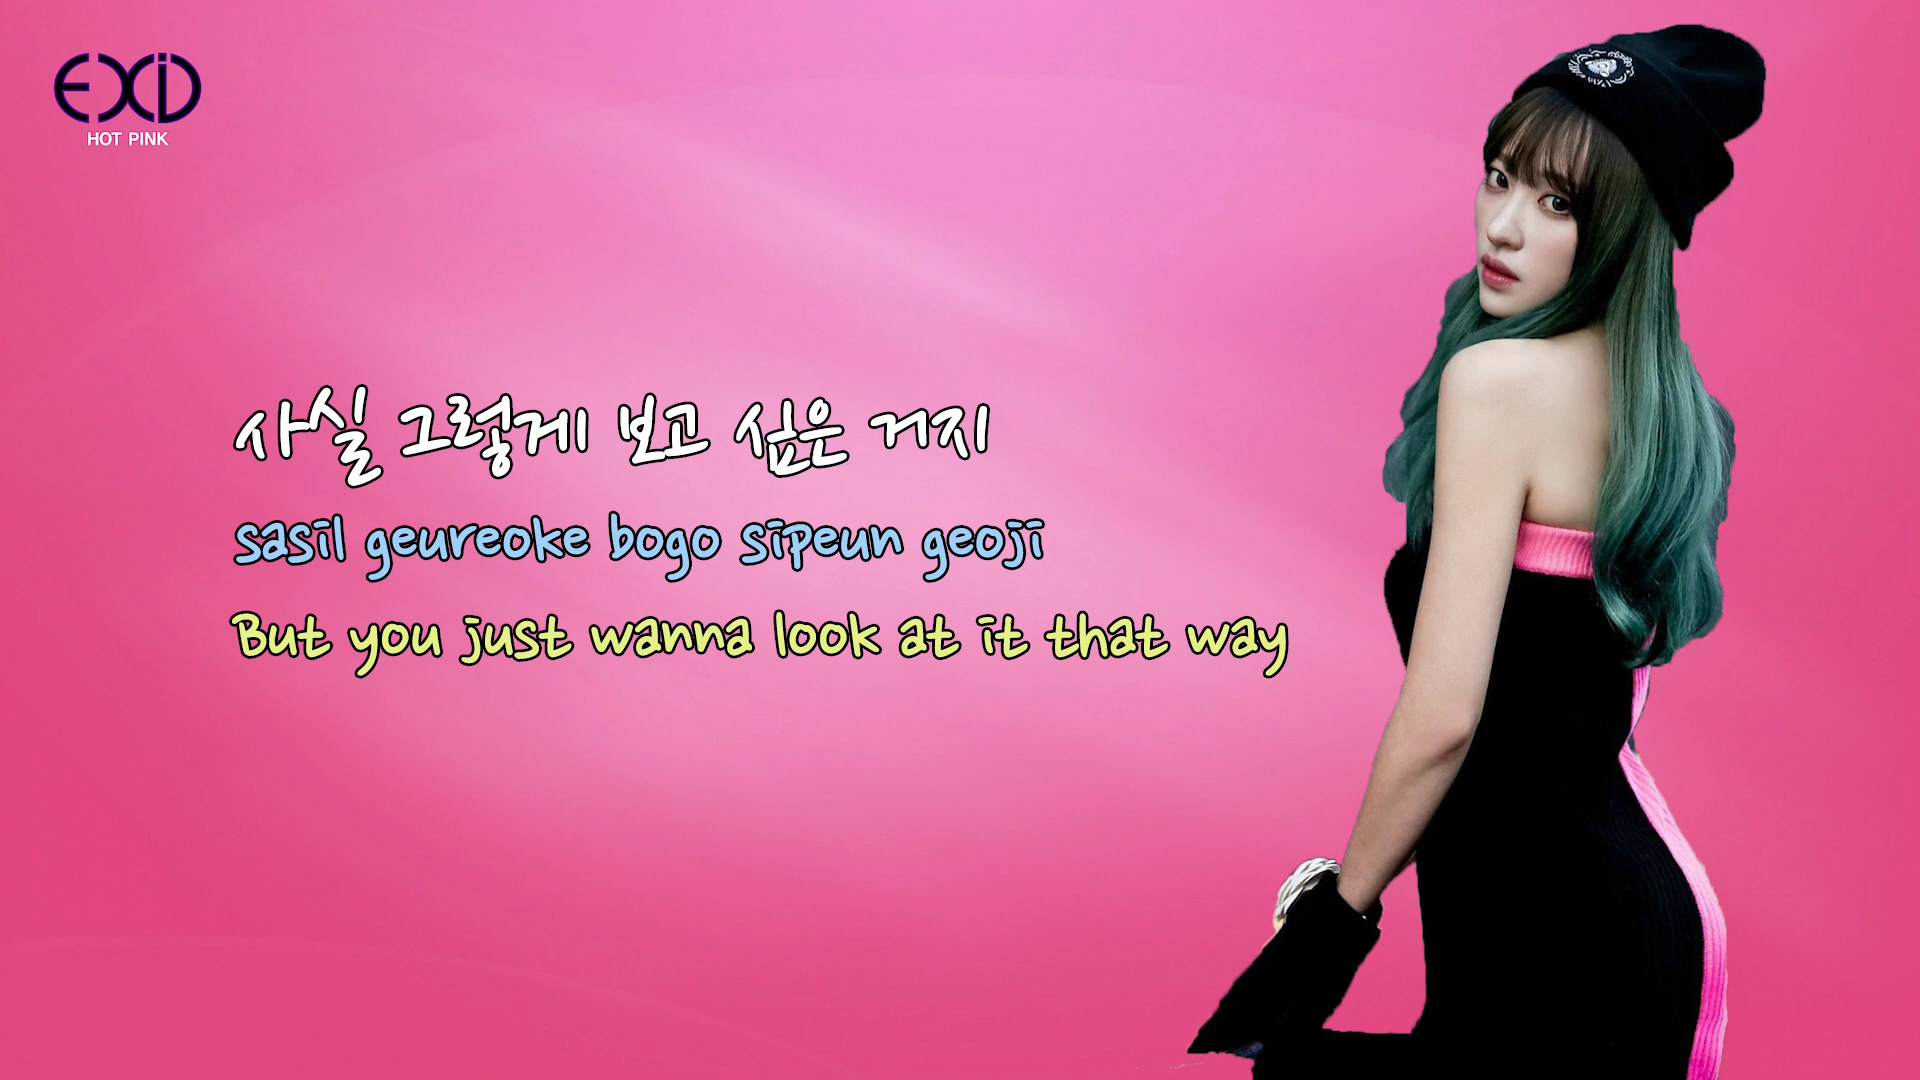 EXID
HOT PINK
사실 그렇게 보고 싶은 거지
sasil geureoke bogo sipeun geoji
But you just wanna look at it that way